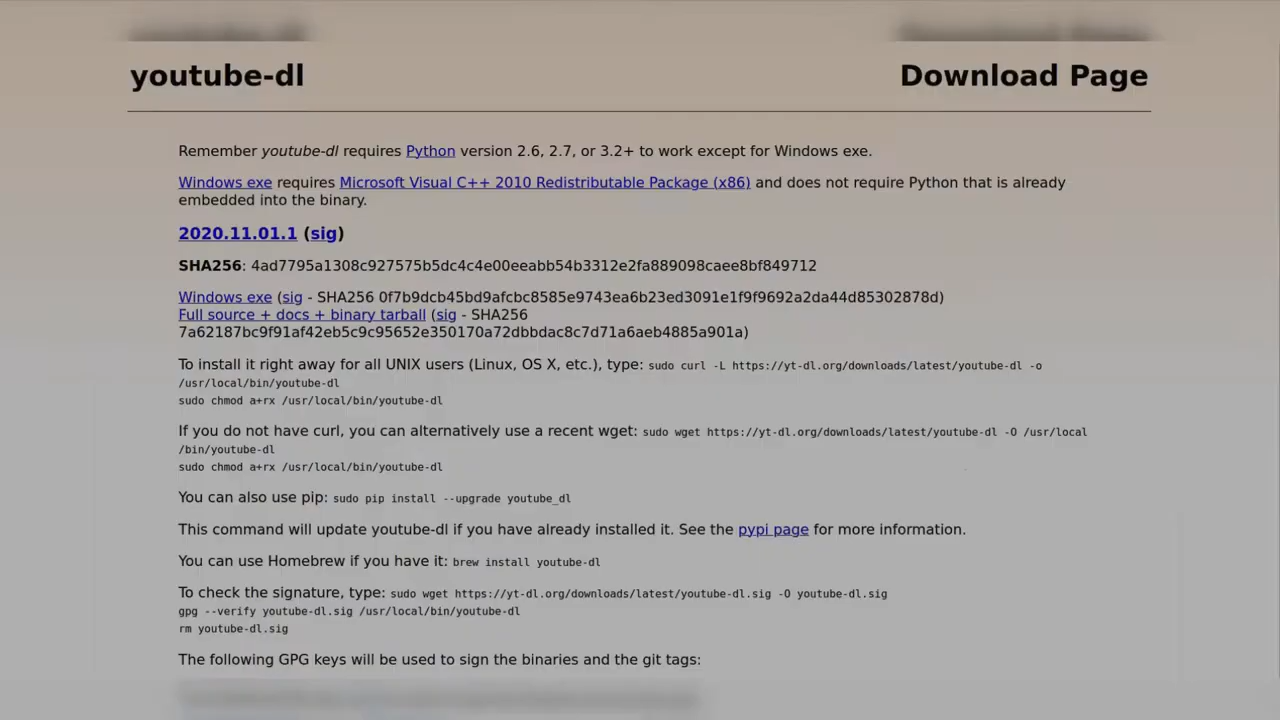 youtube-dl Download Page
Remember youtube-dl requires Python version 2.6, 2.7, or 3.2+ to work except for Windows exe.
Windows exe requires Microsoft Visual C++ 2010 Redistributable Package (x86) and does not require Python that is already
embedded into the binary.
2020.11.01.1 (sig)
SHA256: 4ad7795a1308c927575b5dc4c4e00eeabb54b3312e2fa889098caee8bf849712
Windows exe (sig - SHA256 0f7b9dcb45bd9afcbc8585e9743ea6b23ed3091e1f9f9692a2da44d85302878d)
Full source + docs + binary tarball (sig - SHA256
7a62187bc9f91af42eb5c9c95652e350170a72dbbdac8c7d71a6aeb4885a901a)
To install it right away for all UNIX users (Linux, OS X, etc.), type: sudo curl -L https://yt-dl.org/downloads/latest/youtube-dl -o
/usr/local/bin/youtube-dl
sudo chmod a+rx /usr/local/bin/youtube-dl
If you do not have curl, you can alternatively use a recent wget: sudo wget https://yt-dl.org/downloads/latest/youtube-dl -O /usr/local
/bin/youtube-dl
sudo chmod a+rx /usr/local/bin/youtube-dl
You can also use pip: sudo pip install --upgrade youtube_dl
This command will update youtube-dl if you have already installed it. See the pypi page for more information.
You can use Homebrew if you have it: brew install youtube-dl
To check the signature, type: sudo wget https://yt-dl.org/downloads/latest/youtube-dl.sig -O youtube-dl.sig
gpg --verify youtube-dl.sig /usr/local/bin/youtube-dl
rm youtube-dl.sig
The following GPG keys will be used to sign the binaries and the git tags: